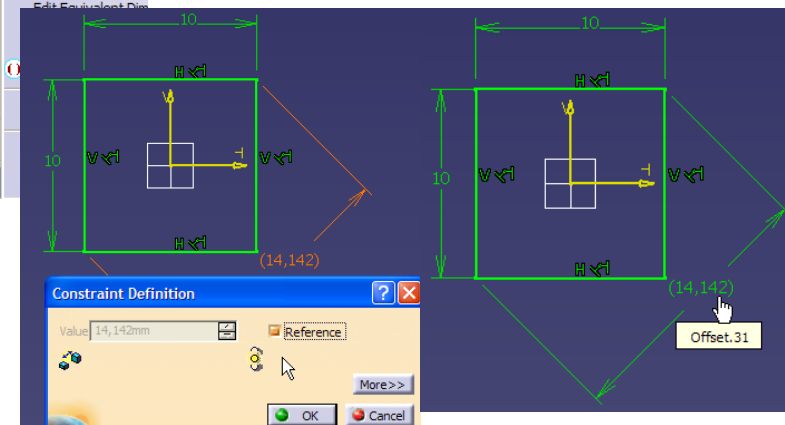 Edit Equivalent Dim
10
H
10
V
V
V
H
(14,142)
Constraint Definition
Value 14,142mm
Reference
More>>
OK Cancel
10
H
10
V
V
V
H
(14,142)
Offset.31